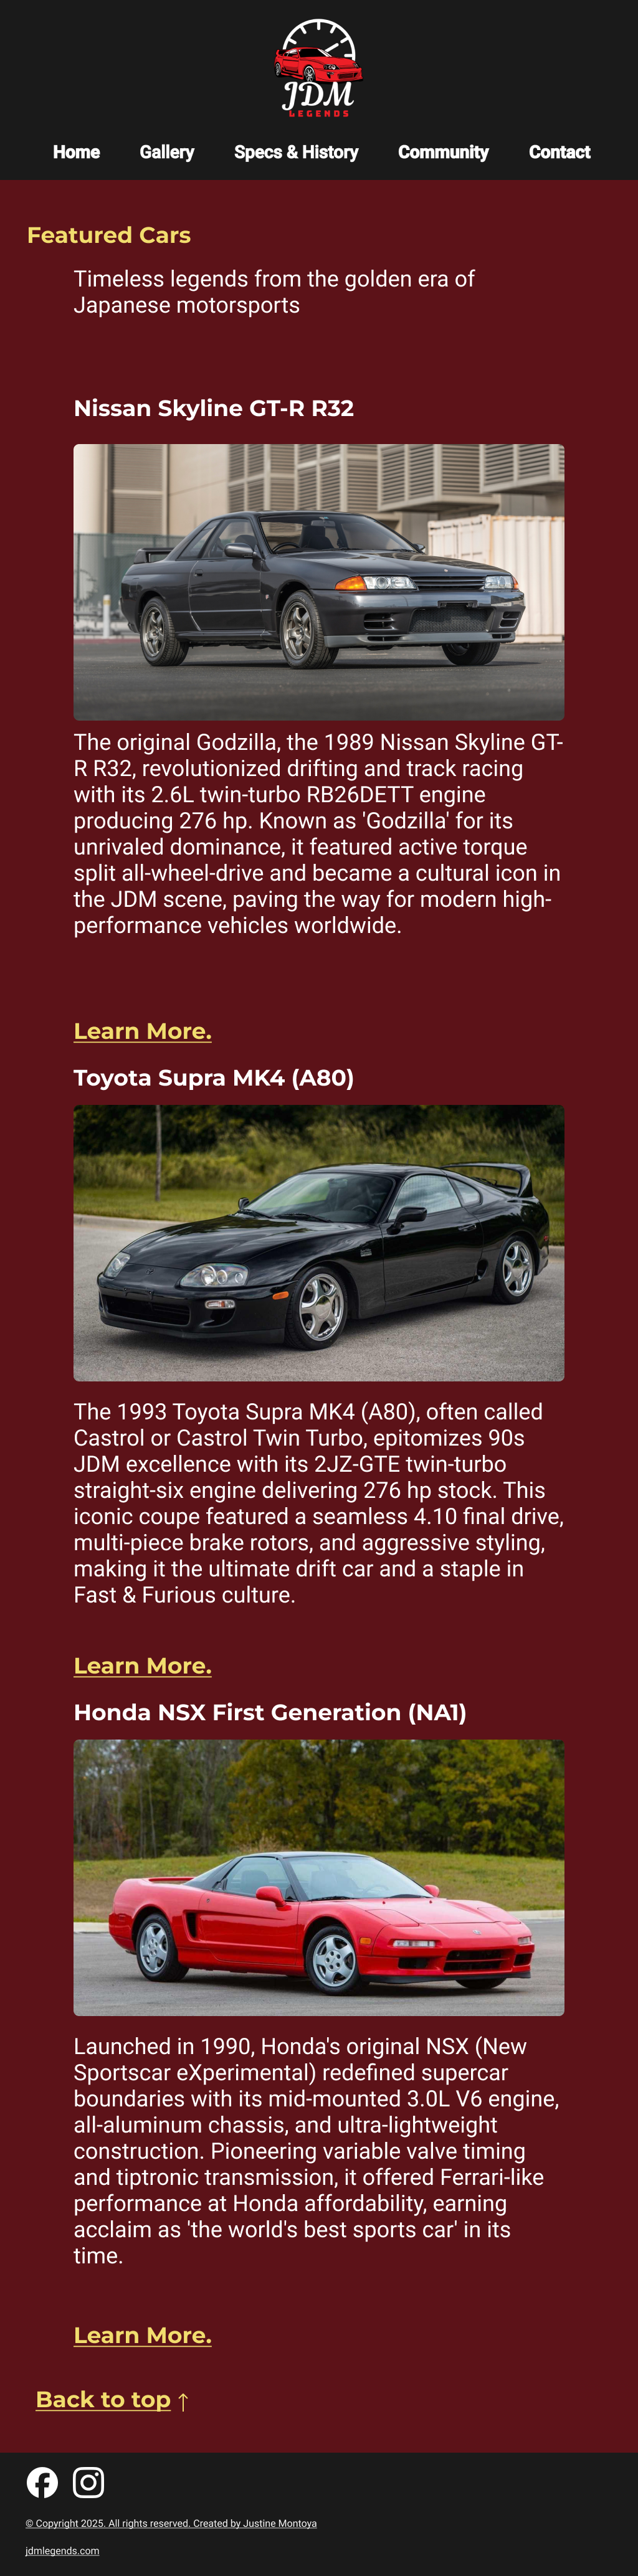 JDM
LEGENDS
Home Gallery Specs & History Community Contact
Featured Cars
Timeless legends from the golden era of
Japanese motorsports
Nissan Skyline GT-R R32
The original Godzilla, the 1989 Nissan Skyline GT-
R R32, revolutionized drifting and track racing
with its 2.6L twin-turbo RB26DETT engine
producing 276 hp. Known as 'Godzilla' for its
unrivaled dominance, it featured active torque
split all-wheel-drive and became a cultural icon in
the JDM scene, paving the way for modern high-
performance vehicles worldwide.
Learn More.
Toyota Supra MK4 (A80)
The 1993 Toyota Supra MK4 (A80), often called
Castrol or Castrol Twin Turbo, epitomizes 90s
JDM excellence with its 2JZ-GTE twin-turbo
straight-six engine delivering 276 hp stock. This
iconic coupe featured a seamless 4.10 final drive,
multi-piece brake rotors, and aggressive styling,
making it the ultimate drift car and a staple in
Fast & Furious culture.
Learn More.
Honda NSX First Generation (NA1)
Launched in 1990, Honda's original NSX (New
Sportscar eXperimental) redefined supercar
boundaries with its mid-mounted 3.0L V6 engine,
all-aluminum chassis, and ultra-lightweight
construction. Pioneering variable valve timing
and tiptronic transmission, it offered Ferrari-like
performance at Honda affordability, earning
acclaim as 'the world's best sports car' in its
time.
Learn More.
Back to top ↑
© Copyright 2025. All rights reserved. Created by Justine Montoya
jdmlegends.com